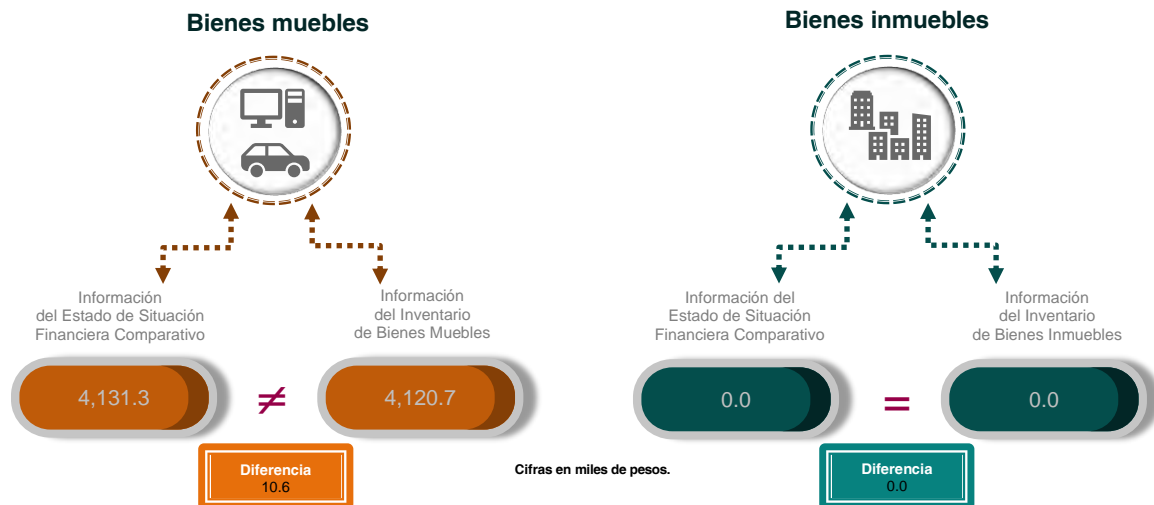 Bienes muebles
Información
del Estado de Situación
Financiera Comparativo
Información
del Inventario
de Bienes Muebles
4,131.3
≠
4,120.7
Diferencia
10.6
Cifras en miles de pesos.
Bienes inmuebles
Información del
Estado de Situación
Financiera Comparativo
Información
del Inventario
de Bienes Inmuebles
0.0
=
0.0
Diferencia
0.0